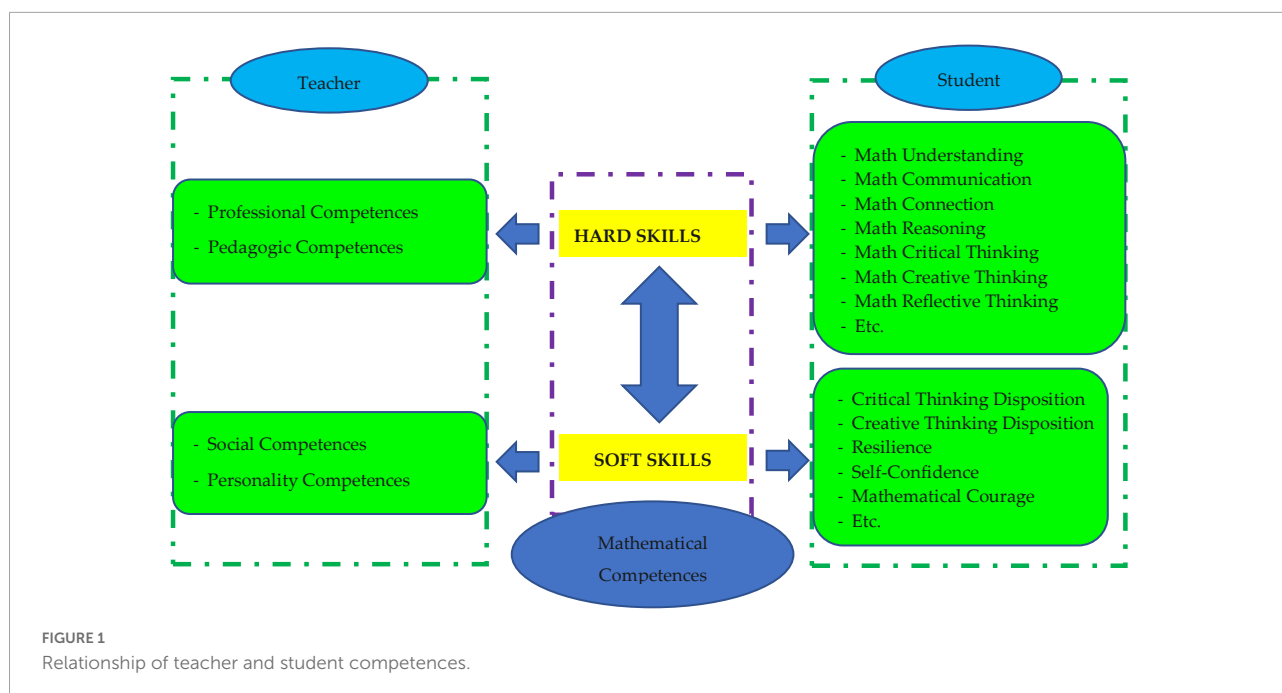 Teacher
Student
- Professional Competences
- Pedagogic Competences
HARD SKILLS
- Math Understanding
- Math Communication
- Math Connection
- Math Reasoning
- Math Critical Thinking
- Math Creative Thinking
- Math Reflective Thinking
- Etc.
- Social Competences
- Personality Competences
SOFT SKILLS
- Critical Thinking Disposition
- Creative Thinking Disposition
- Resilience
- Self-Confidence
- Mathematical Courage
- Etc.
Mathematical
Competences
FIGURE 1
Relationship of teacher and student competences.